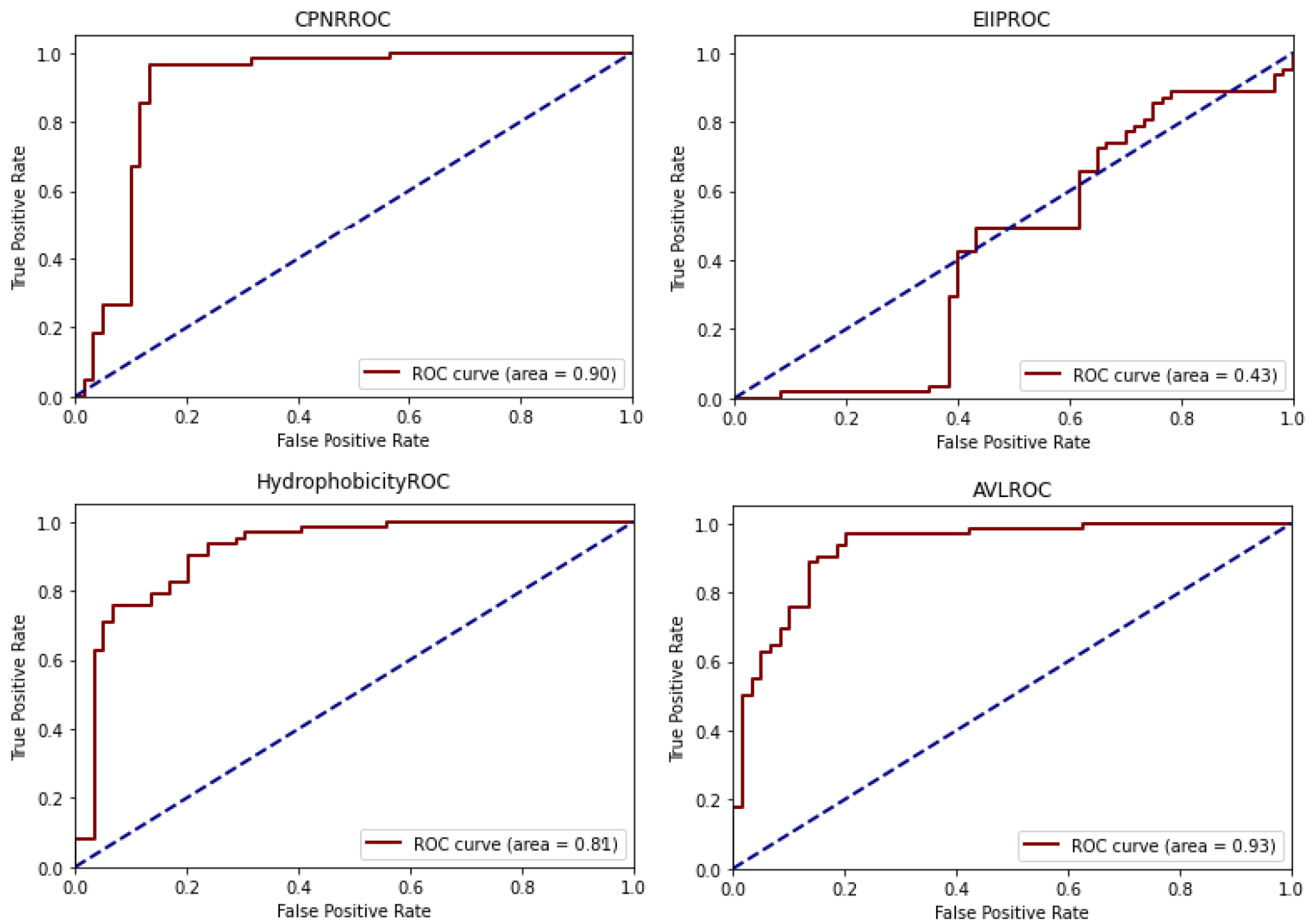 CPNRROC
1.0
0.8
0.6
0.4
0.2
0.0
True Positive Rate
ROC curve (area = 0.90)
0.0 0.2 0.4 0.6 0.8 1.0
False Positive Rate
EIIPROC
1.0
0.8
0.6
0.4
0.2
0.0
True Positive Rate
ROC curve (area = 0.43)
0.0 0.2 0.4 0.6 0.8 1.0
False Positive Rate
HydrophobicityROC
1.0
0.8
0.6
0.4
0.2
0.0
True Positive Rate
ROC curve (area = 0.81)
0.0 0.2 0.4 0.6 0.8 1.0
False Positive Rate
AVLROC
1.0
0.8
0.6
0.4
0.2
0.0
True Positive Rate
ROC curve (area = 0.93)
0.0 0.2 0.4 0.6 0.8 1.0
False Positive Rate